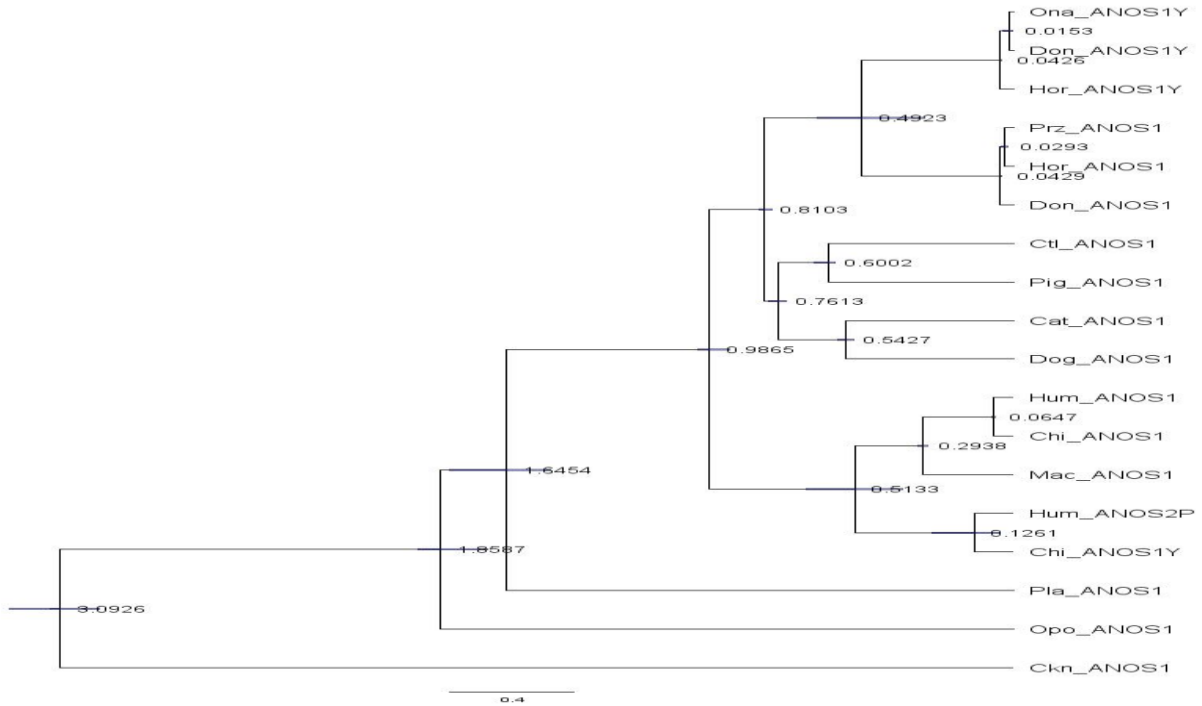 Ona_ANOS1Y
0.0153
Don_ANOS1Y
0.0426
Hor_ANOS1Y
0.4923
Prz_ANOS1
0.0293
Hor_ANOS1
0.0429
Don_ANOS1
0.8103
Ctl_ANOS1
0.6002
Pig_ANOS1
0.7613
Cat_ANOS1
0.5427
Dog_ANOS1
0.9865
Hum_ANOS1
0.0647
Chi_ANOS1
0.2938
Mac_ANOS1
1.6454
0.5133
Hum_ANOS2P
0.1261
Chi_ANOS1Y
1.8587
Pla_ANOS1
3.0926
Opo_ANOS1
Ckn_ANOS1
0.4